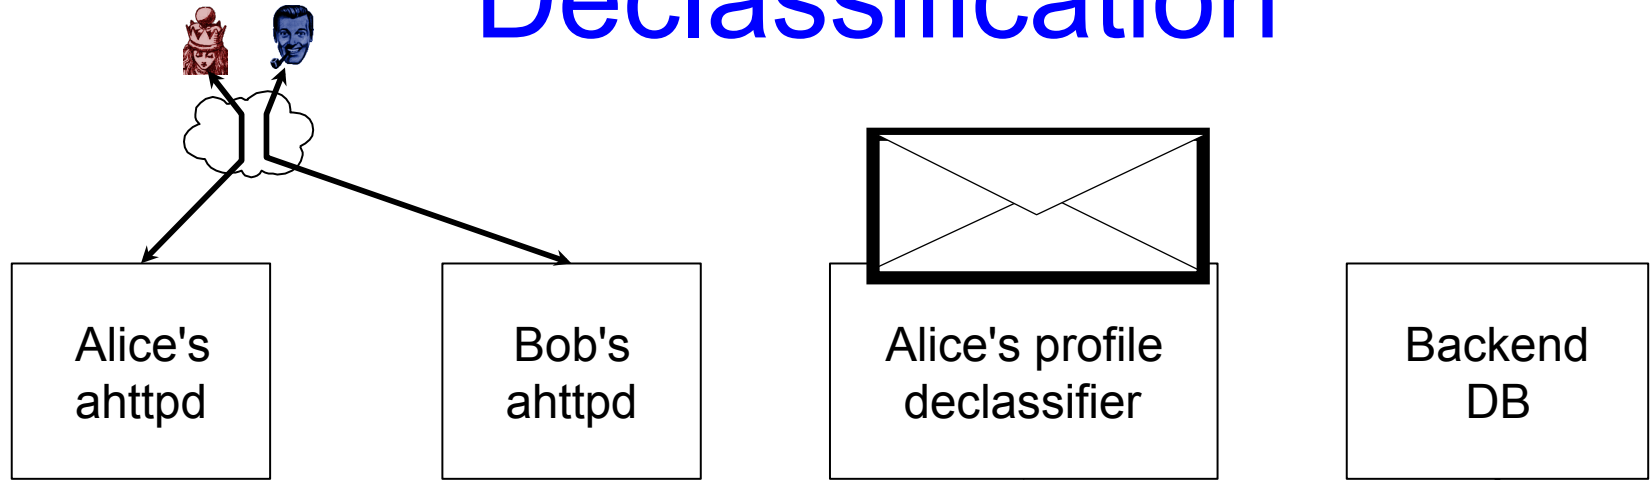 Declassification
Alice's
ahttpd
Bob's
ahttpd
Alice's profile
declassifier
Backend
DB